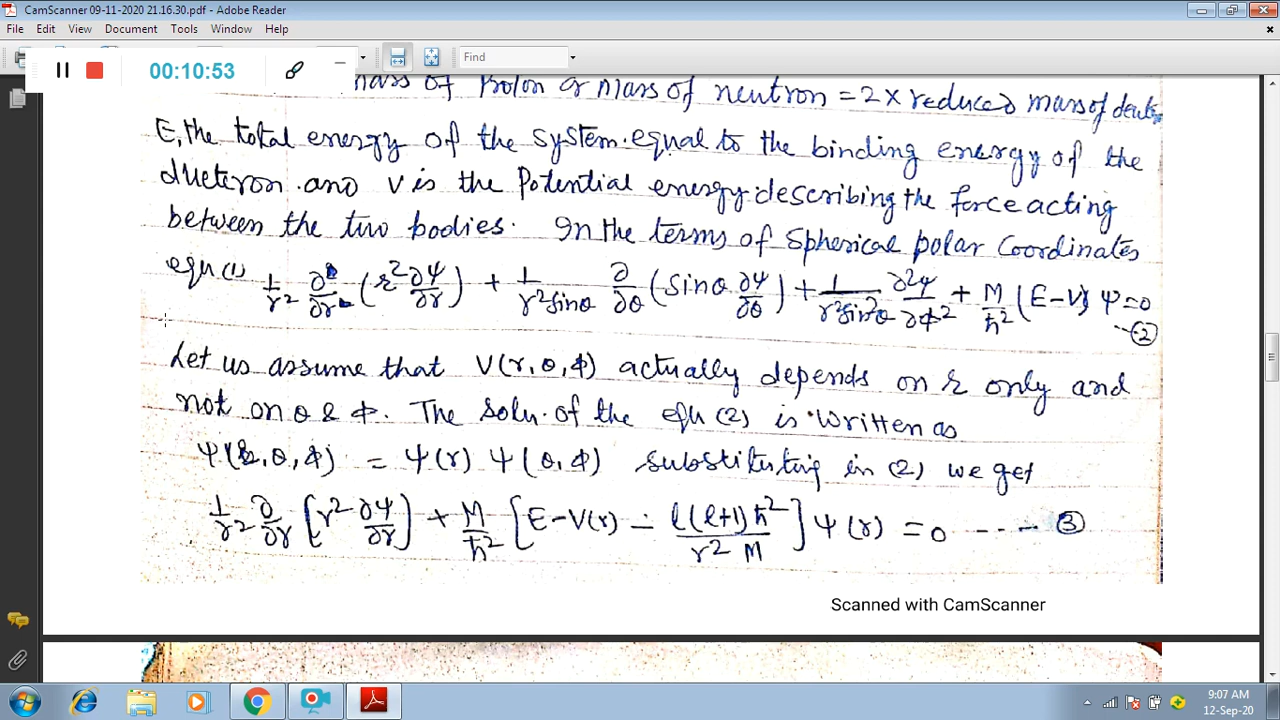 CamScanner 09-11-2020 21.16.30.pdf - Adobe Reader
File Edit View Document Tools Window Help
00:10:53
Find
mass of Proton or Mass of neutron = 2 x reduced mass of
E, the total energy of the system. equal to the binding energy of the
dueteron. and V is the Potential energy describing the force acting
between the two bodies. In the terms of Spherical polar Coordinates
equ (1) 1/r² ∂/∂r (r² ∂ψ/∂r) + 1/r² sinθ ∂/∂θ (sinθ ∂ψ/∂θ) + 1/r² sin²θ ∂²ψ/∂φ² + M/ħ² (E-V) ψ=0
--(2)
Let us assume that V(r, θ, φ) actually depends on r only and
not on θ & φ. The soln. of the equ (2) is written as
ψ(r, θ, φ) = ψ(r) ψ(θ, φ) substituting in (2) we get
1/r² ∂/∂r [r² ∂ψ/∂r] + M/ħ² [E-V(r) - l(l+1)ħ²/r² M] ψ(r) = 0 ---- (3)
Scanned with CamScanner
9:07 AM
12-Sep-20